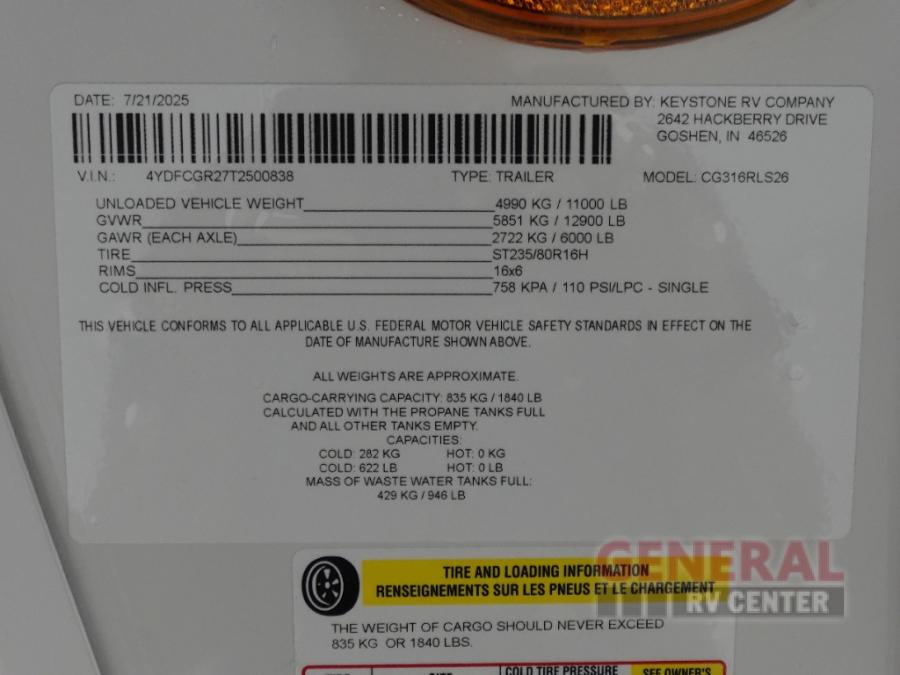 DATE: 7/21/2025
MANUFACTURED BY: KEYSTONE RV COMPANY
2642 HACKBERRY DRIVE
GOSHEN, IN 46526
V.I.N.: 4YDFCGR27T2500838 TYPE: TRAILER MODEL: CG316RLS26
UNLOADED VEHICLE WEIGHT 4990 KG / 11000 LB
GVWR 5851 KG / 12900 LB
GAWR (EACH AXLE) 2722 KG / 6000 LB
TIRE ST235/80R16H
RIMS 16x6
COLD INFL. PRESS 758 KPA / 110 PSI/LPC - SINGLE
THIS VEHICLE CONFORMS TO ALL APPLICABLE U.S. FEDERAL MOTOR VEHICLE SAFETY STANDARDS IN EFFECT ON THE
DATE OF MANUFACTURE SHOWN ABOVE.
ALL WEIGHTS ARE APPROXIMATE.
CARGO-CARRYING CAPACITY: 835 KG / 1840 LB
CALCULATED WITH THE PROPANE TANKS FULL
AND ALL OTHER TANKS EMPTY.
CAPACITIES:
COLD: 282 KG HOT: 0 KG
COLD: 622 LB HOT: 0 LB
MASS OF WASTE WATER TANKS FULL:
429 KG / 946 LB
TIRE AND LOADING INFORMATION
RENSEIGNEMENTS SUR LES PNEUS ET LE CHARGEMENT
THE WEIGHT OF CARGO SHOULD NEVER EXCEED
835 KG OR 1840 LBS.
COLD TIRE PRESSURE
SEE OWNER'S
GENERAL
RV CENTER